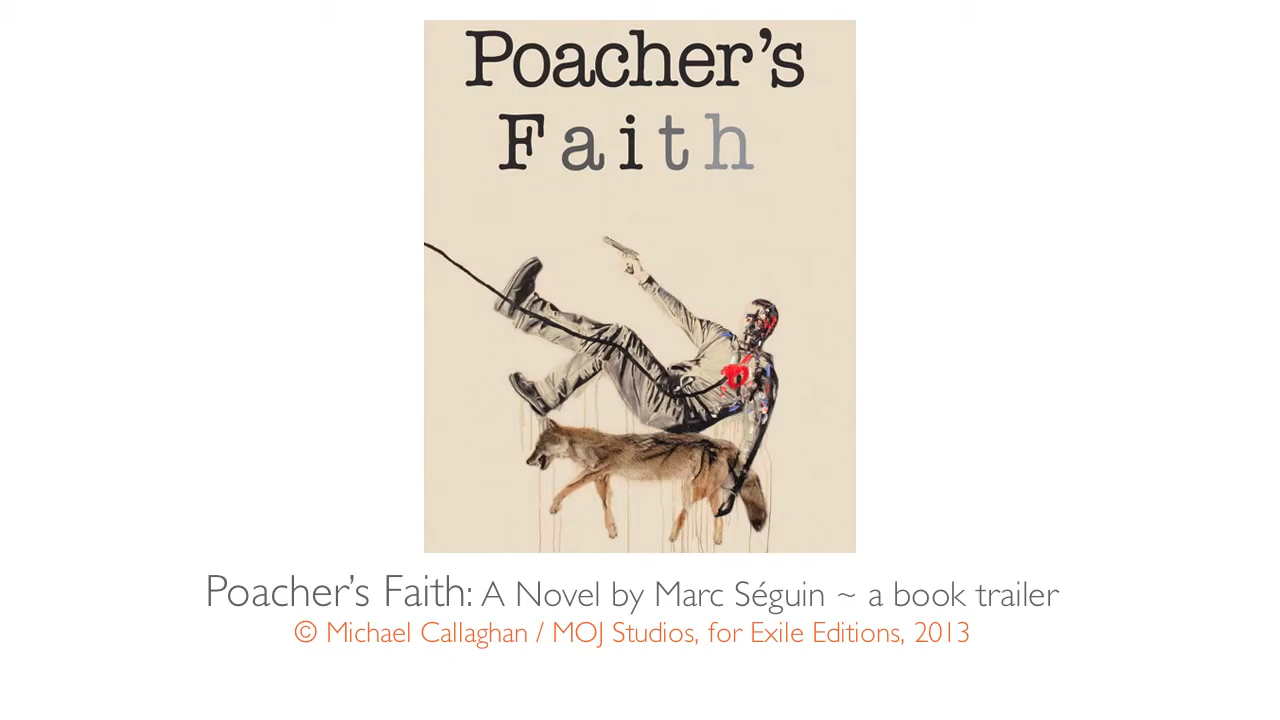 Poacher's
Faith
Poacher's Faith: A Novel by Marc Séguin ~ a book trailer
© Michael Callaghan / MOJ Studios, for Exile Editions, 2013